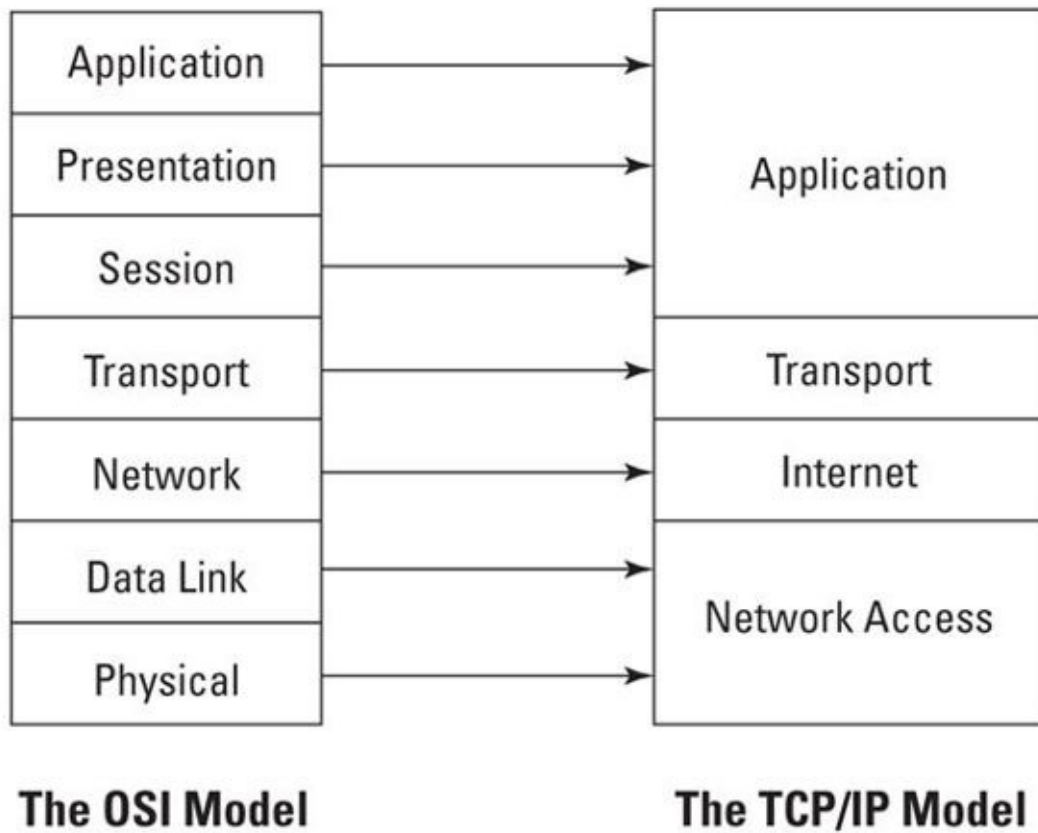 Application
Presentation
Session
Transport
Network
Data Link
Physical
The OSI Model
Application
Transport
Internet
Network Access
The TCP/IP Model